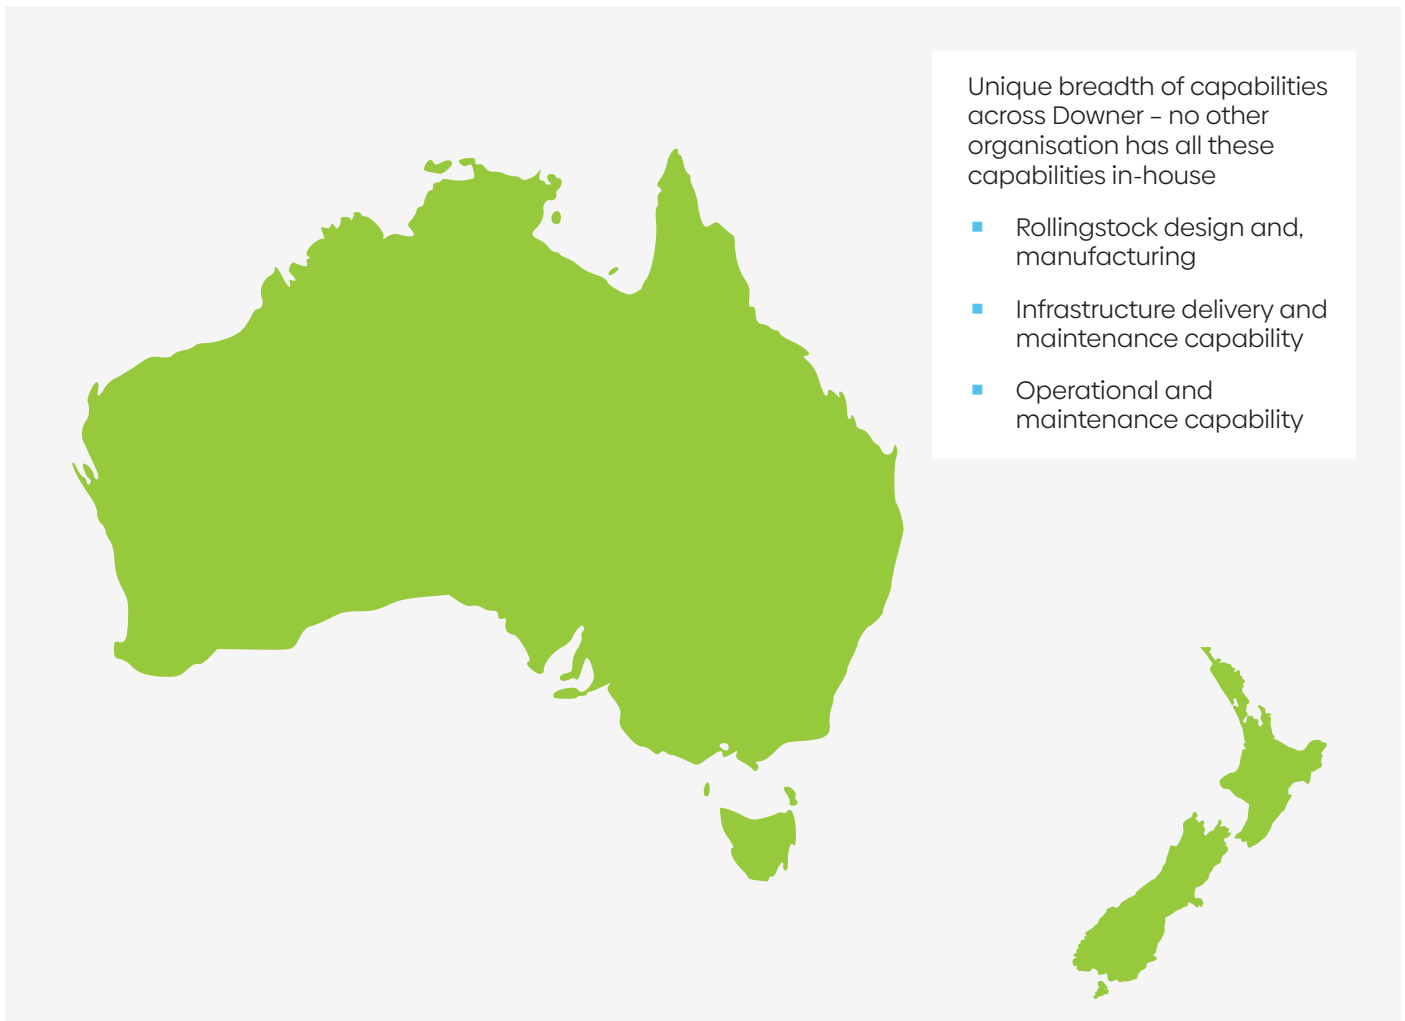 Unique breadth of capabilities
across Downer – no other
organisation has all these
capabilities in-house
Rollingstock design and,
manufacturing
Infrastructure delivery and
maintenance capability
Operational and
maintenance capability